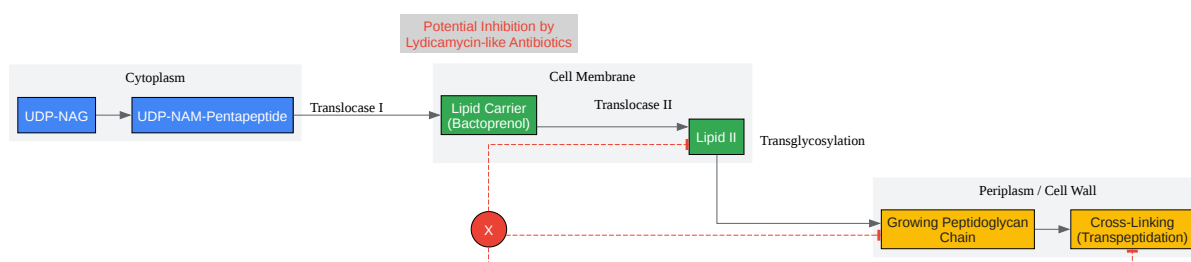 Potential Inhibition by
Lydicamycin-like Antibiotics
Cytoplasm
Cell Membrane
UDP-NAG
UDP-NAM-Pentapeptide
Translocase I
Lipid Carrier
(Bactoprenol)
Translocase II
Lipid II
Transglycosylation
Periplasm / Cell Wall
X
Growing Peptidoglycan
Chain
Cross-Linking
(Transpeptidation)